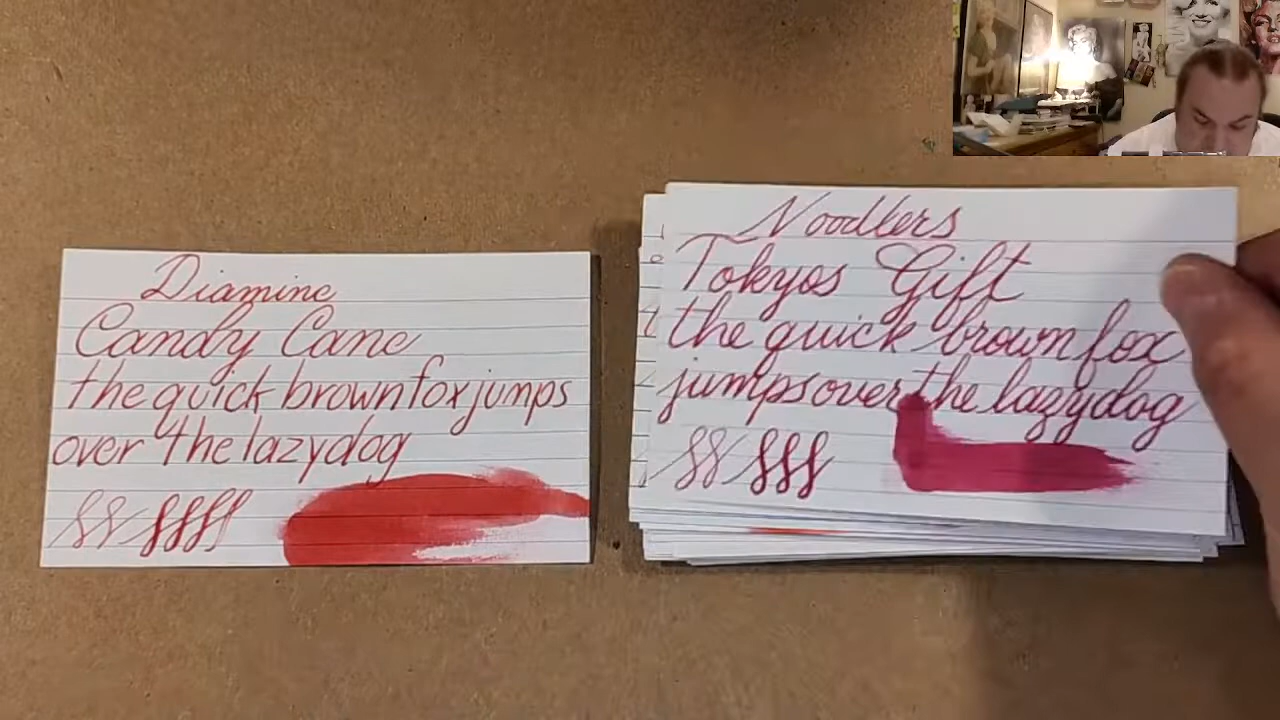 Diamine
Candy Cane
the quick brown fox jumps
over the lazy dog
Noodlers
Tokyos Gift
the quick brown fox
jumps over the lazy dog